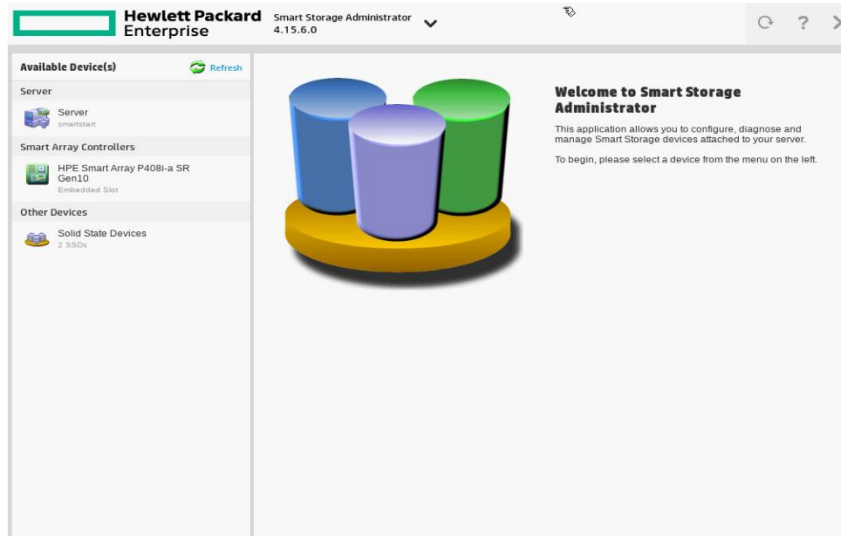 Hewlett Packard
Enterprise
Smart Storage Administrator
4.15.6.0
?
Available Device(s)
Refresh
Server
Server
smartstart
Smart Array Controllers
HPE Smart Array P408i-a SR
Gen10
Embedded Slot
Other Devices
Solid State Devices
2 SSDs
Welcome to Smart Storage
Administrator
This application allows you to configure, diagnose and
manage Smart Storage devices attached to your server.
To begin, please select a device from the menu on the left.